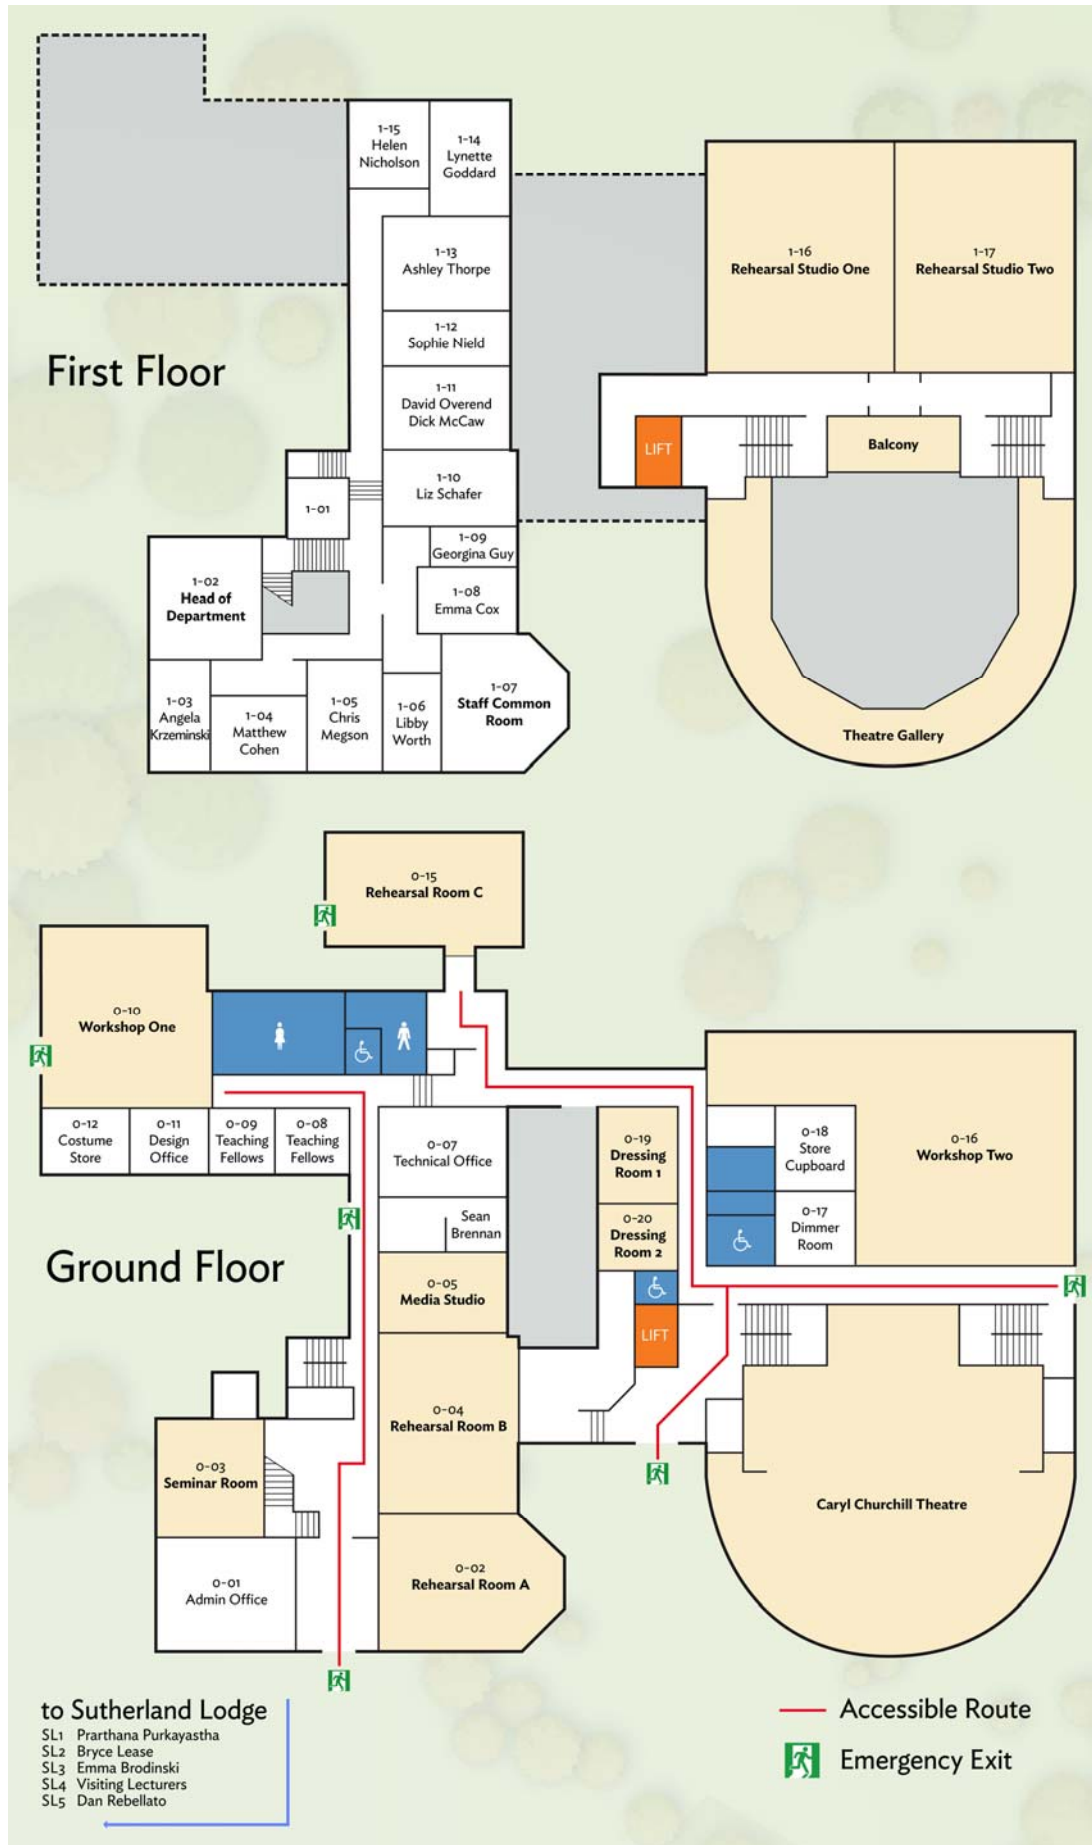 1-15
Helen
Nicholson
1-14
Lynette
Goddard
1-13
Ashley Thorpe
1-12
Sophie Nield
1-11
David Overend
Dick McCaw
1-10
Liz Schafer
1-01
1-09
Georgina Guy
1-08
Emma Cox
1-02
Head of
Department
1-03
Angela
Krzeminski
1-04
Matthew
Cohen
1-05
Chris
Megson
1-06
Libby
Worth
1-07
Staff Common
Room
First Floor
1-16
Rehearsal Studio One
1-17
Rehearsal Studio Two
LIFT
Balcony
Theatre Gallery
0-15
Rehearsal Room C
0-10
Workshop One
0-12
Costume
Store
0-11
Design
Office
0-09
Teaching
Fellows
0-08
Teaching
Fellows
0-07
Technical Office
Sean
Brennan
0-19
Dressing
Room 1
0-20
Dressing
Room 2
0-18
Store
Cupboard
0-17
Dimmer
Room
0-16
Workshop Two
Ground Floor
0-05
Media Studio
LIFT
0-04
Rehearsal Room B
0-03
Seminar Room
0-01
Admin Office
0-02
Rehearsal Room A
Caryl Churchill Theatre
to Sutherland Lodge
SL1 Prarthana Purkayastha
SL2 Bryce Lease
SL3 Emma Brodinski
SL4 Visiting Lecturers
SL5 Dan Rebellato
Accessible Route
Emergency Exit